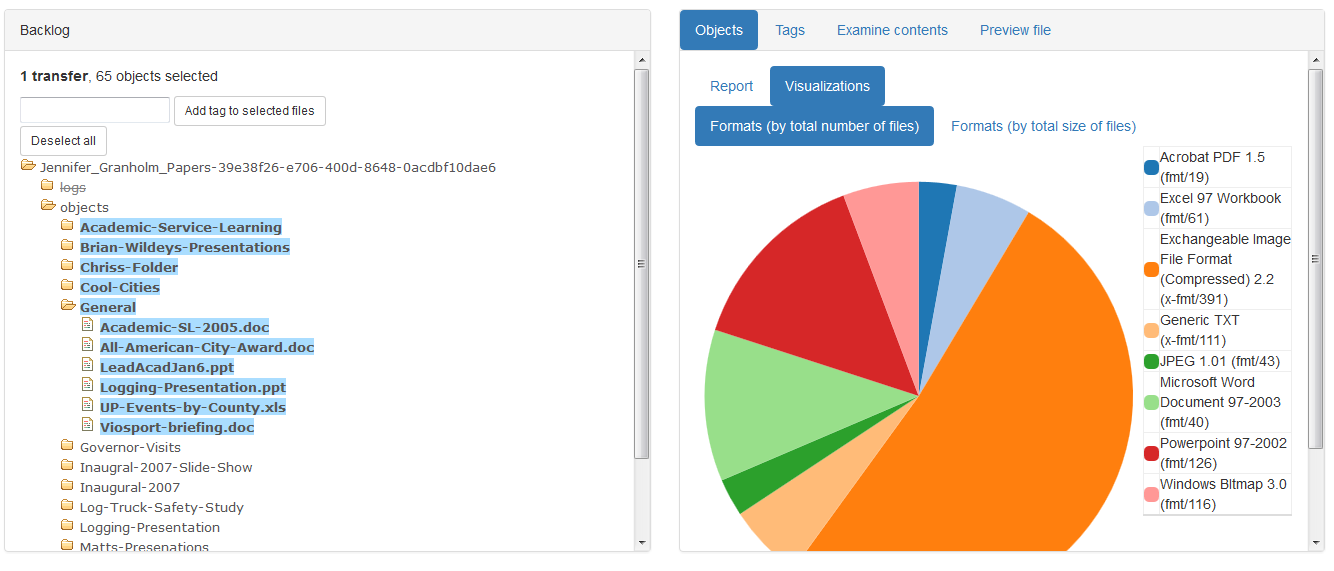 Backlog
1 transfer, 65 objects selected
Add tag to selected files
Deselect all
Jennifer_Granholm_Papers-39e38f26-e706-400d-8648-0acdbf10dae6
logs
objects
Academic-Service-Learning
Brian-Wildeys-Presentations
Chriss-Folder
Cool-Cities
General
Academic-SL-2005.doc
All-American-City-Award.doc
LeadAcadJan6.ppt
Logging-Presentation.ppt
UP-Events-by-County.xls
Viosport-briefing.doc
Governor-Visits
Inaugral-2007-Slide-Show
Inaugural-2007
Log-Truck-Safety-Study
Logging-Presentation
Matts-Presenations
Objects Tags Examine contents Preview file
Report Visualizations
Formats (by total number of files) Formats (by total size of files)
Acrobat PDF 1.5
(fmt/19)
Excel 97 Workbook
(fmt/61)
Exchangeable Image
File Format
(Compressed) 2.2
(x-fmt/391)
Generic TXT
(x-fmt/111)
JPEG 1.01 (fmt/43)
Microsoft Word
Document 97-2003
(fmt/40)
Powerpoint 97-2002
(fmt/126)
Windows Bitmap 3.0
(fmt/116)